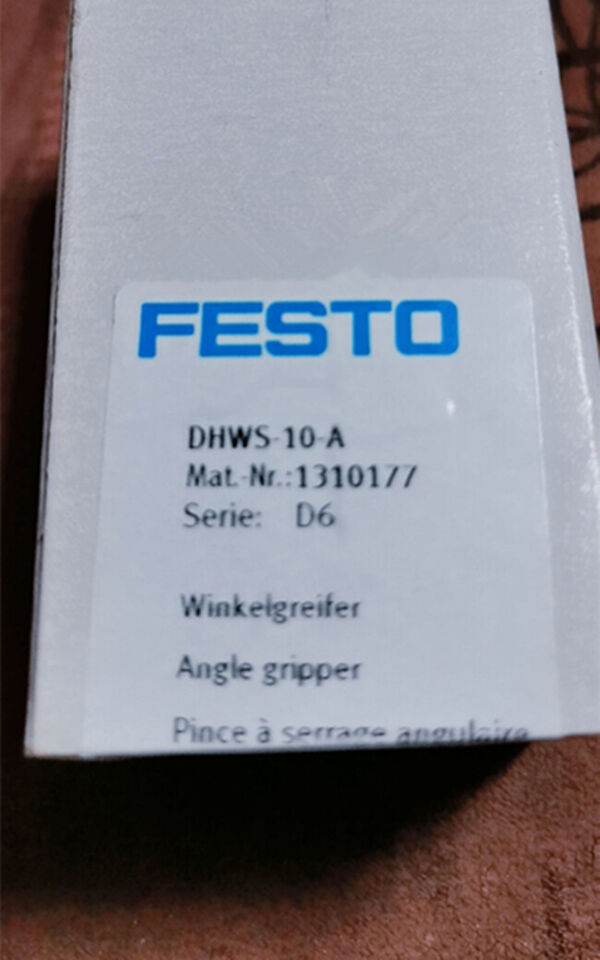 FESTO
DHWS-10-A
Mat.-Nr.:1310177
Serie: D6
Winkelgreifer
Angle gripper
Pince à serrage angulaire